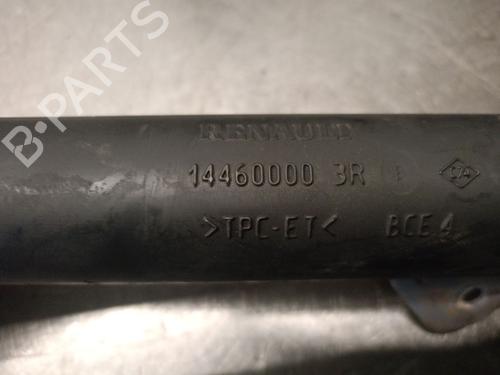 B-PARTS
RENAULT
14460000 3R
>TPC-ET< BCE 4